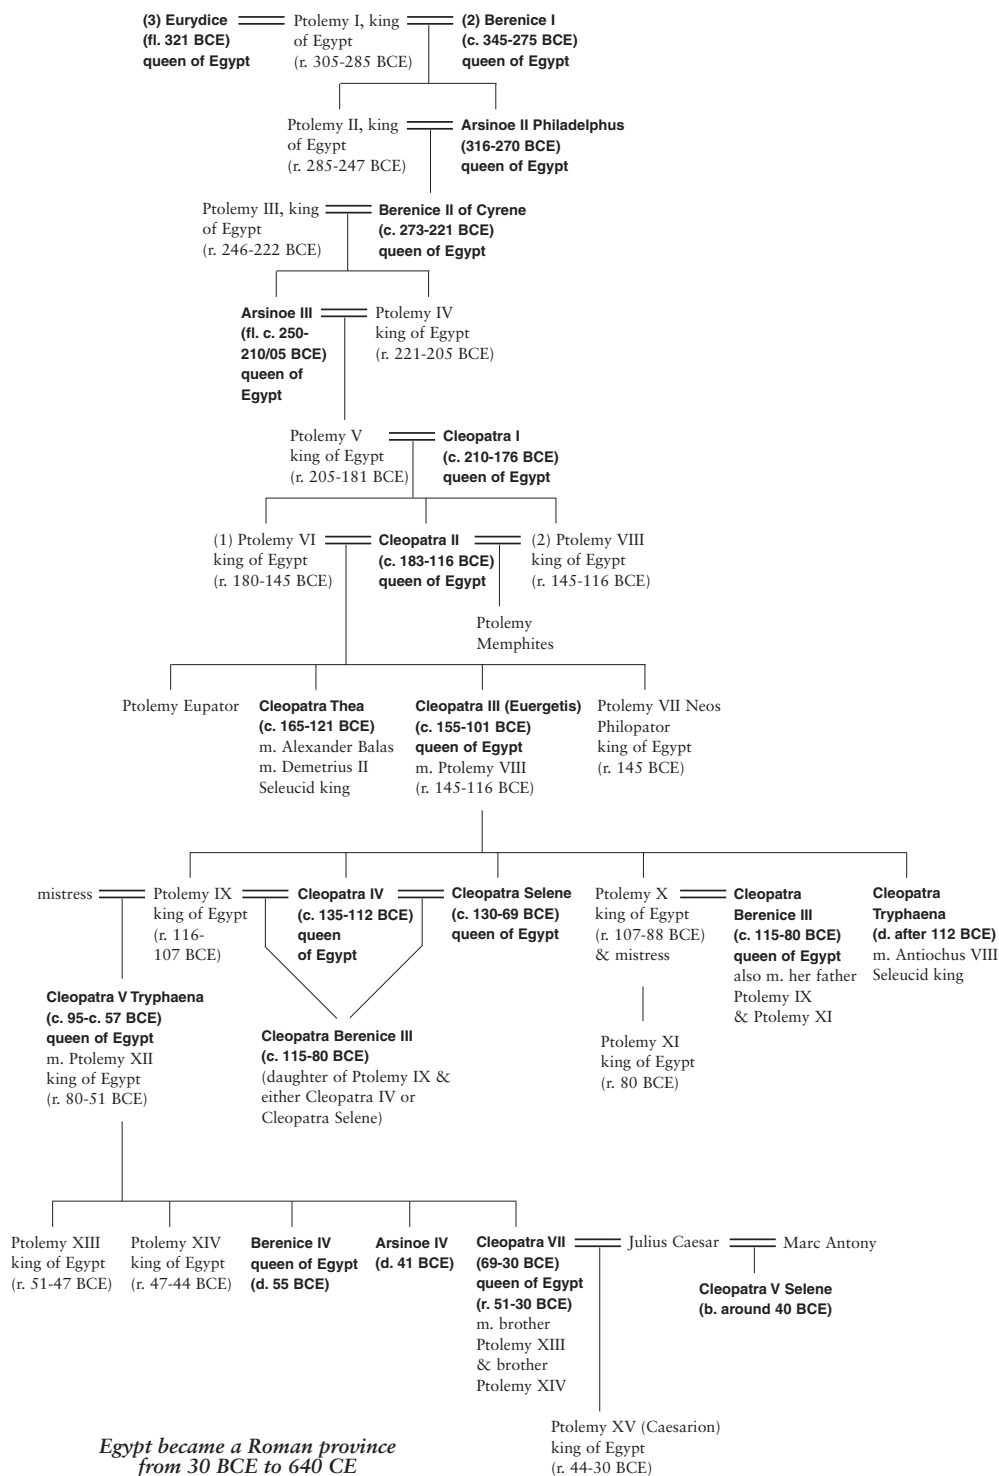 (3) Eurydice
(fl. 321 BCE)
queen of Egypt
Ptolemy I, king
of Egypt
(r. 305-285 BCE)
(2) Berenice I
(c. 345-275 BCE)
queen of Egypt
Ptolemy II, king
of Egypt
(r. 285-247 BCE)
Arsinoe II Philadelphus
(316-270 BCE)
queen of Egypt
Ptolemy III, king
of Egypt
(r. 246-222 BCE)
Berenice II of Cyrene
(c. 273-221 BCE)
queen of Egypt
Arsinoe III
(fl. c. 250-
210/05 BCE)
queen of
Egypt
Ptolemy IV
king of Egypt
(r. 221-205 BCE)
Ptolemy V
king of Egypt
(r. 205-181 BCE)
Cleopatra I
(c. 210-176 BCE)
queen of Egypt
(1) Ptolemy VI
king of Egypt
(r. 180-145 BCE)
Cleopatra II
(c. 183-116 BCE)
queen of Egypt
(2) Ptolemy VIII
king of Egypt
(r. 145-116 BCE)
Ptolemy
Memphites
Ptolemy Eupator
Cleopatra Thea
(c. 165-121 BCE)
m. Alexander Balas
m. Demetrius II
Seleucid king
Cleopatra III (Euergetis)
(c. 155-101 BCE)
queen of Egypt
m. Ptolemy VIII
(r. 145-116 BCE)
Ptolemy VII Neos
Philopator
king of Egypt
(r. 145 BCE)
mistress
Ptolemy IX
king of Egypt
(r. 116-
107 BCE)
Cleopatra IV
(c. 135-112 BCE)
queen
of Egypt
Cleopatra Selene
(c. 130-69 BCE)
queen of Egypt
Ptolemy X
king of Egypt
(r. 107-88 BCE)
& mistress
Cleopatra
Berenice III
(c. 115-80 BCE)
queen of Egypt
also m. her father
Ptolemy IX
& Ptolemy XI
Cleopatra
Tryphaena
(d. after 112 BCE)
m. Antiochus VIII
Seleucid king
Cleopatra V Tryphaena
(c. 95-c. 57 BCE)
queen of Egypt
m. Ptolemy XII
king of Egypt
(r. 80-51 BCE)
Cleopatra Berenice III
(c. 115-80 BCE)
(daughter of Ptolemy IX &
either Cleopatra IV or
Cleopatra Selene)
Ptolemy XI
king of Egypt
(r. 80 BCE)
Ptolemy XIII
king of Egypt
(r. 51-47 BCE)
Ptolemy XIV
king of Egypt
(r. 47-44 BCE)
Berenice IV
queen of Egypt
(d. 55 BCE)
Arsinoe IV
(d. 41 BCE)
Cleopatra VII
(69-30 BCE)
queen of Egypt
(r. 51-30 BCE)
m. brother
Ptolemy XIII
& brother
Ptolemy XIV
Julius Caesar
Marc Antony
Cleopatra V Selene
(b. around 40 BCE)
Ptolemy XV (Caesarion)
king of Egypt
(r. 44-30 BCE)
Egypt became a Roman province
from 30 BCE to 640 CE